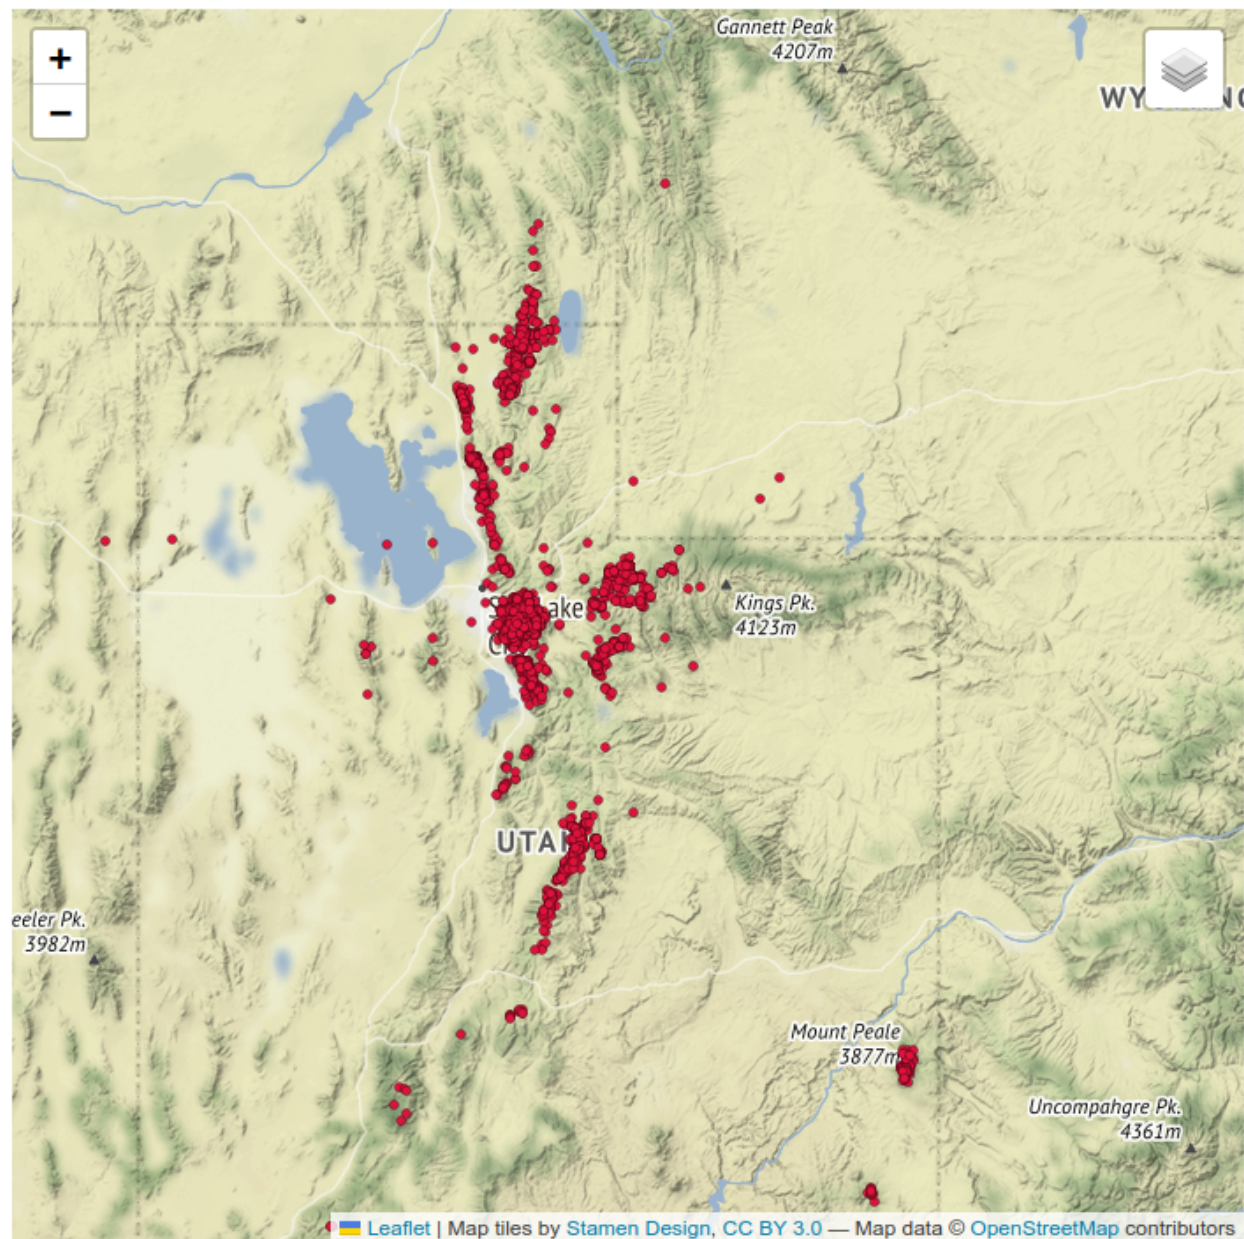 Gannett Peak
4207m
+
−
WY
Kings Pk.
4123m
UTA
eeler Pk.
3982m
Mount Peale
3877m
Uncompahgre Pk.
4361m
Leaflet | Map tiles by Stamen Design, CC BY 3.0 — Map data © OpenStreetMap contributors